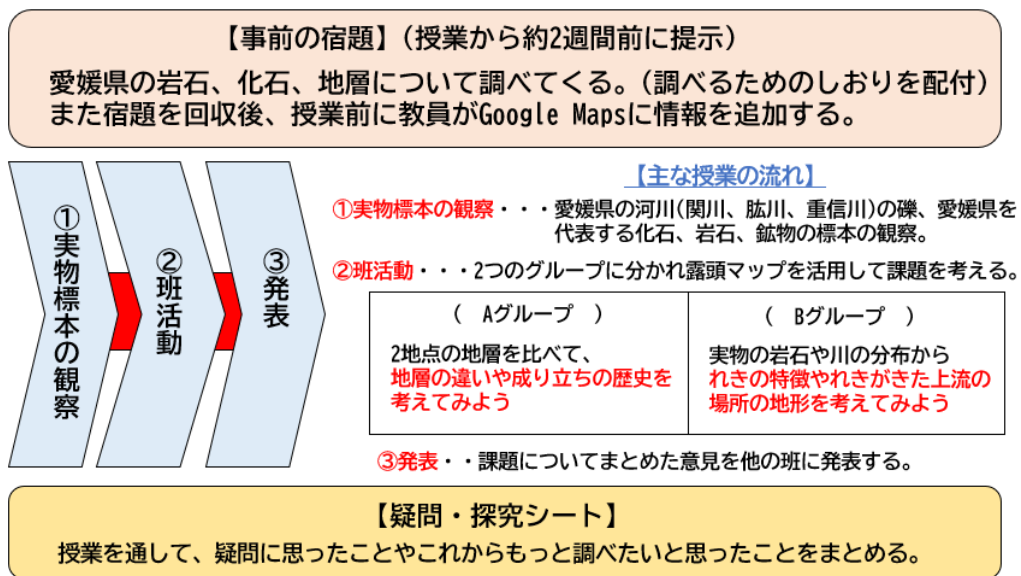 【事前の宿題】(授業から約2週間前に提示)
愛媛県の岩石、化石、地層について調べてくる。(調べるためのしおりを配付)
また宿題を回収後、授業前に教員がGoogle Mapsに情報を追加する。
①実物標本の観察
②班活動
③発表
【主な授業の流れ】
①実物標本の観察・・・愛媛県の河川(関川、肱川、重信川)の礫、愛媛県を
代表する化石、岩石、鉱物の標本の観察。
②班活動・・・2つのグループに分かれ露頭マップを活用して課題を考える。
( Aグループ )
2地点の地層を比べて、
地層の違いや成り立ちの歴史を
考えてみよう
( Bグループ )
実物の岩石や川の分布から
れきの特徴やれきがきた上流の
場所の地形を考えてみよう
③発表・・課題についてまとめた意見を他の班に発表する。
【疑問・探究シート】
授業を通して、疑問に思ったことやこれからもっと調べたいと思ったことをまとめる。